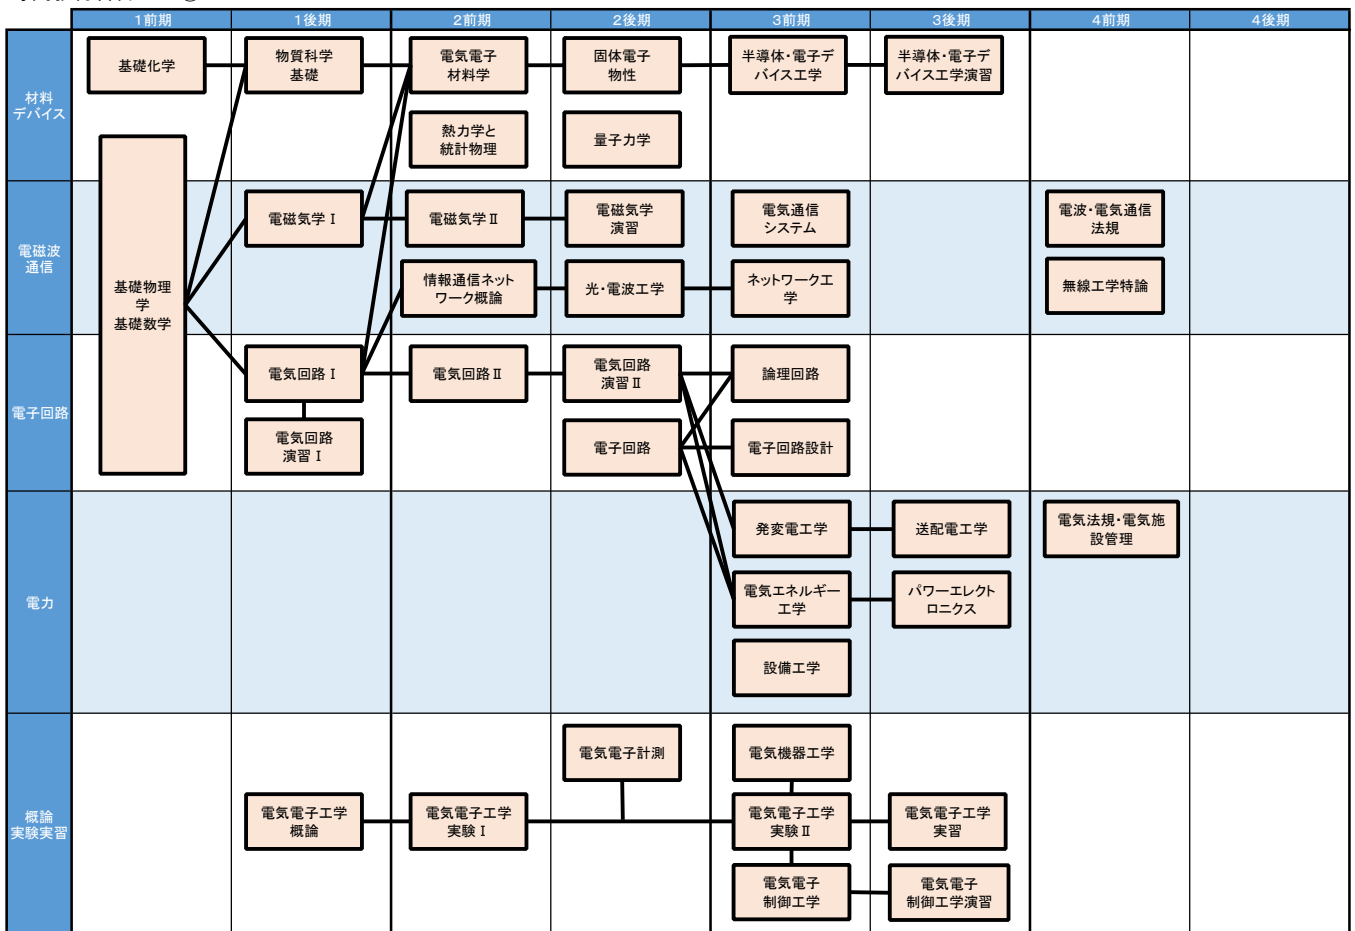 1前期
1後期
2前期
2後期
3前期
3後期
4前期
4後期
材料
デバイス
基礎化学
物質科学
基礎
電気電子
材料学
固体電子
物性
半導体・電子デ
バイス工学
半導体・電子デ
バイス工学演習
熱力学と
統計物理
量子力学
基礎物理
学
基礎数学
電磁波
通信
電磁気学Ⅰ
電磁気学Ⅱ
電磁気学
演習
電気通信
システム
電波・電気通信
法規
情報通信ネット
ワーク概論
光・電波工学
ネットワークエ
学
無線工学特論
電子回路
電気回路Ⅰ
電気回路Ⅱ
電気回路
演習Ⅱ
論理回路
電気回路
演習Ⅰ
電子回路
電子回路設計
電力
発変電工学
送配電工学
電気法規・電気施
設管理
電気エネルギー
工学
パワーエレクト
ロニクス
設備工学
概論
実験実習
電気電子計測
電気機器工学
電気電子工学
概論
電気電子工学
実験Ⅰ
電気電子工学
実験Ⅱ
電気電子工学
実習
電気電子
制御工学
電気電子
制御工学演習